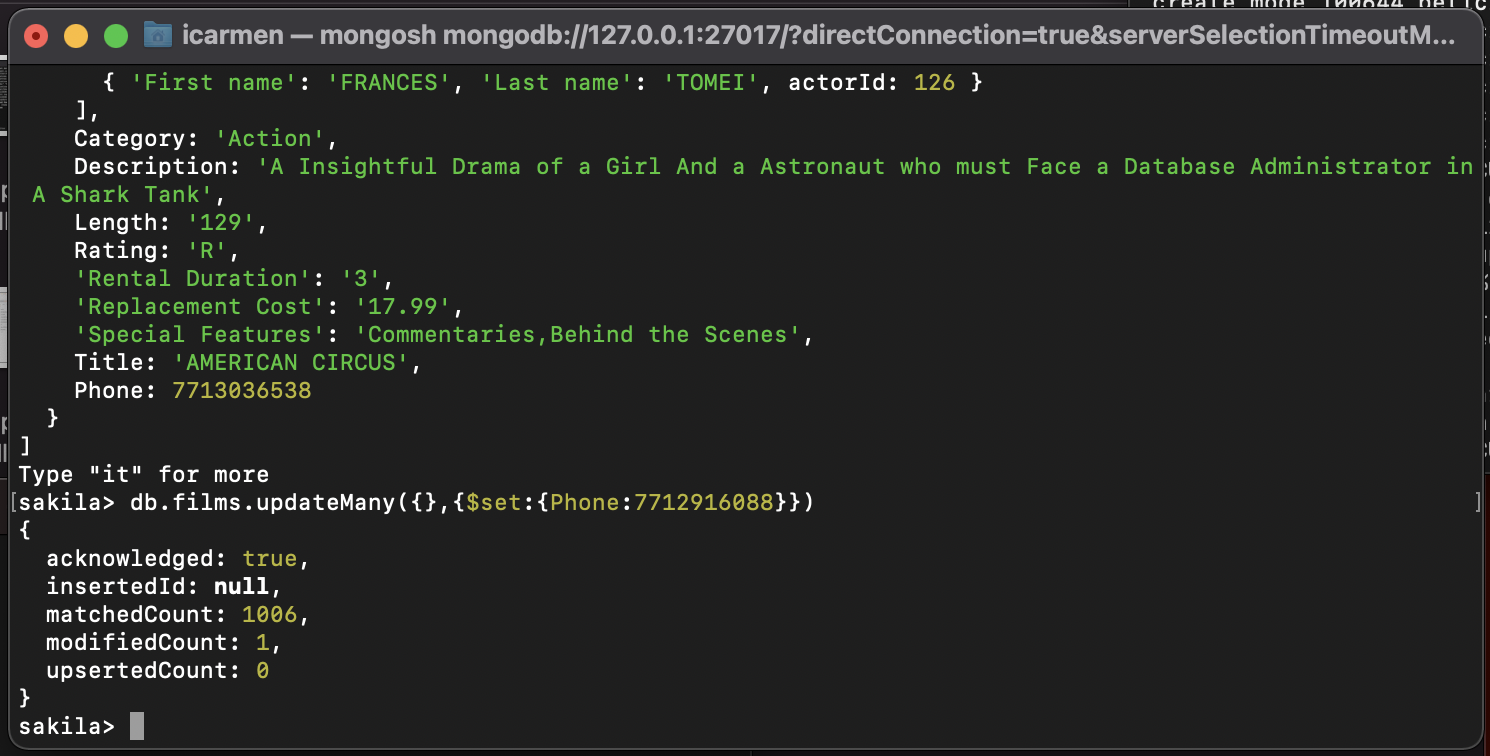 create mode 100644
icarmen — mongosh mongodb://127.0.0.1:27017/?directConnection=true&serverSelectionTimeoutM...
{ 'First name': 'FRANCES', 'Last name': 'TOMEI', actorId: 126 }
],
Category: 'Action',
Description: 'A Insightful Drama of a Girl And a Astronaut who must Face a Database Administrator in
A Shark Tank',
Length: '129',
Rating: 'R',
'Rental Duration': '3',
'Replacement Cost': '17.99',
'Special Features': 'Commentaries,Behind the Scenes',
Title: 'AMERICAN CIRCUS',
Phone: 7713036538
}
]
Type "it" for more
[sakila> db.films.updateMany({},{$set:{Phone:7712916088}}) ]
{
acknowledged: true,
insertedId: null,
matchedCount: 1006,
modifiedCount: 1,
upsertedCount: 0
}
sakila>